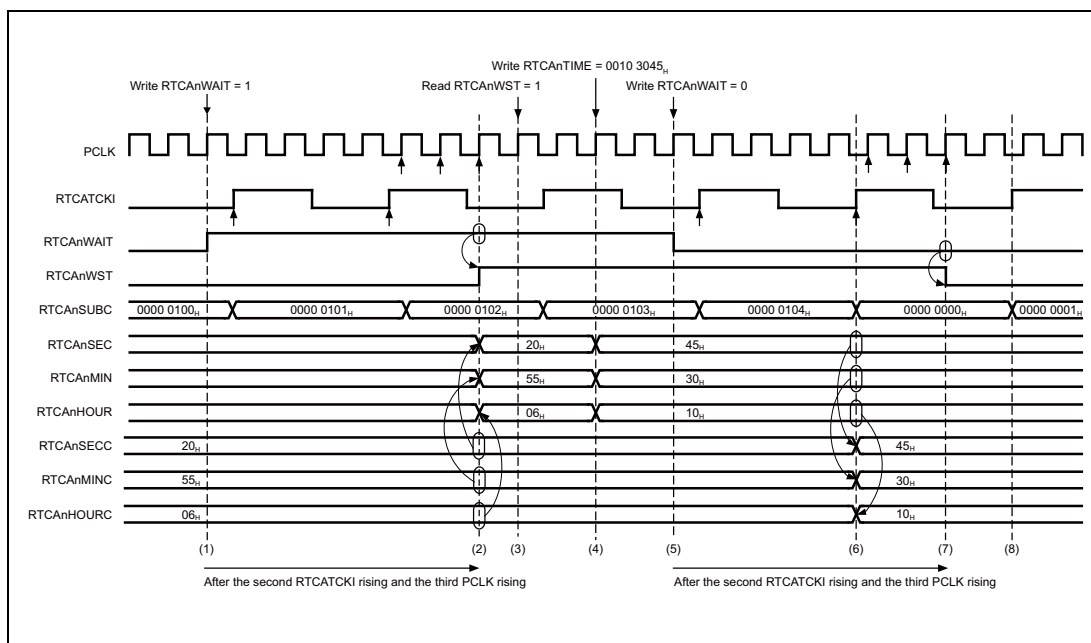 Write RTCAnTIME = 0010 3045H
Write RTCAnWAIT = 1 Read RTCAnWST = 1 Write RTCAnWAIT = 0
PCLK
RTCATCKI
RTCAnWAIT
RTCAnWST
RTCAnSUBC 0000 0100H 0000 0101H 0000 0102H 0000 0103H 0000 0104H 0000 0000H 0000 0001H
RTCAnSEC 20H 45H
RTCAnMIN 55H 30H
RTCAnHOUR 06H 10H
RTCAnSECC 20H 45H
RTCAnMINC 55H 30H
RTCAnHOURC 06H 10H
(1) (2) (3) (4) (5) (6) (7) (8)
After the second RTCATCKI rising and the third PCLK rising After the second RTCATCKI rising and the third PCLK rising